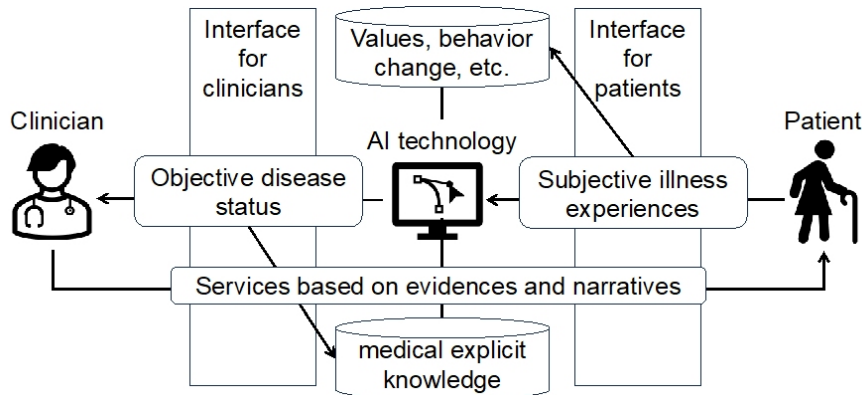 Interface
for
clinicians
Values, behavior
change, etc.
Interface
for
patients
Clinician
AI technology
Patient
Objective disease
status
Subjective illness
experiences
Services based on evidences and narratives
medical explicit
knowledge